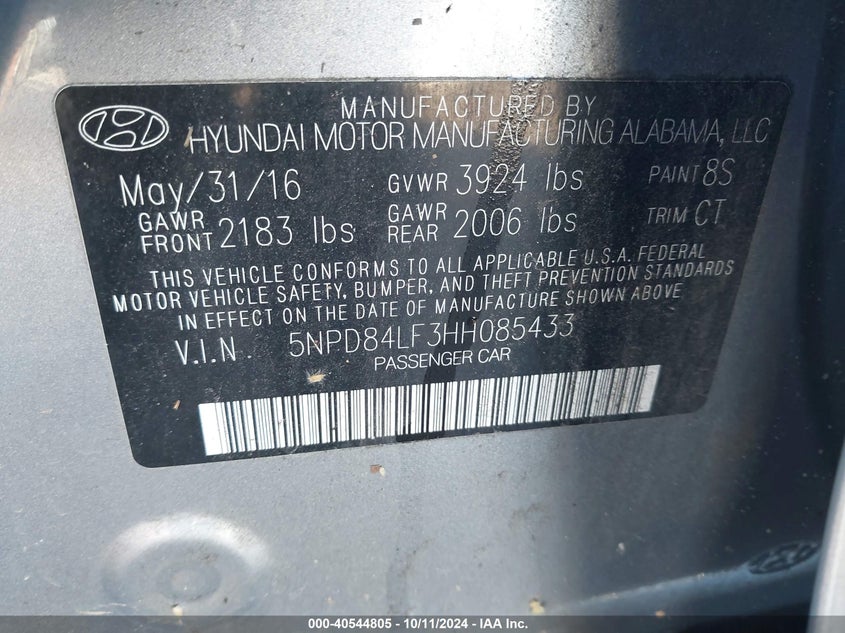 MANUFACTURED BY
HYUNDAI MOTOR MANUFACTURING ALABAMA, LLC
May/31/16 GVWR 3924 lbs PAINT 8S
GAWR FRONT 2183 lbs GAWR REAR 2006 lbs TRIM CT
THIS VEHICLE CONFORMS TO ALL APPLICABLE U.S.A. FEDERAL
MOTOR VEHICLE SAFETY, BUMPER, AND THEFT PREVENTION STANDARDS
IN EFFECT ON THE DATE OF MANUFACTURE SHOWN ABOVE
V.I.N 5NPD84LF3HH085433
PASSENGER CAR
000-40544805 - 10/11/2024 - IAA Inc.